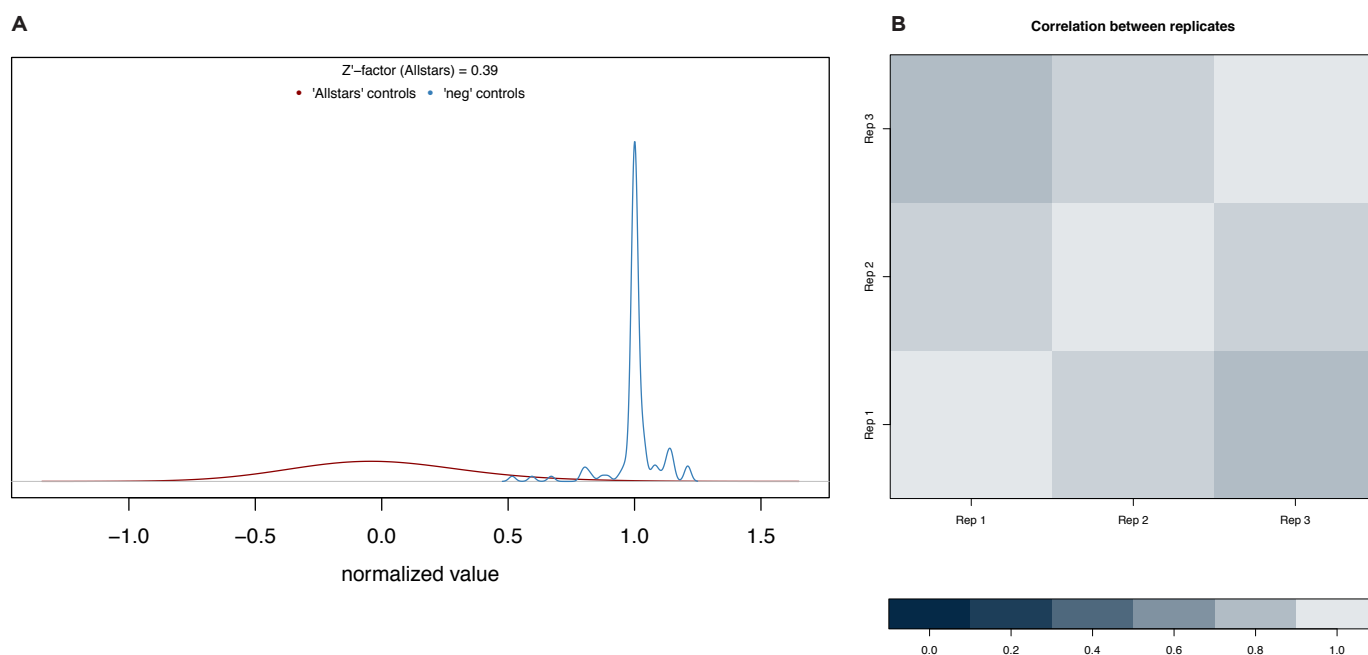 A
Z'−factor (Allstars) = 0.39
'Allstars' controls 'neg' controls
−1.0 −0.5 0.0 0.5 1.0 1.5
normalized value
B
Correlation between replicates
Rep 3
Rep 2
Rep 1
Rep 1 Rep 2 Rep 3
0.0 0.2 0.4 0.6 0.8 1.0